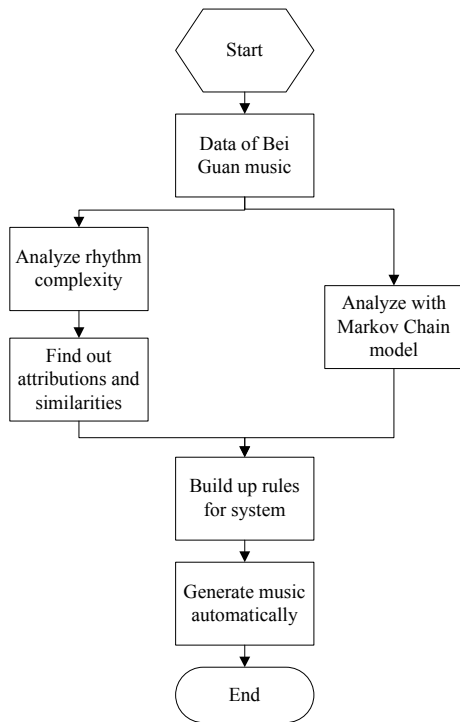 Start
Data of Bei
Guan music
Analyze rhythm
complexity
Find out
attributions and
similarities
Analyze with
Markov Chain
model
Build up rules
for system
Generate music
automatically
End